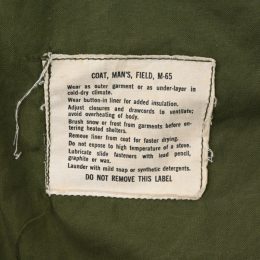 COAT, MAN'S, FIELD, M-65
Wear as outer garment or as under-layer in
cold-dry climate.
Wear button-in liner for added insulation.
Adjust closures and drawcords to ventilate;
avoid overheating of body.
Brush snow or frost from garments before en-
tering heated shelters.
Remove liner from coat for factory drying.
Do not expose to high temperature of a stove.
Lubricate slide fasteners with lead pencil,
graphite or wax.
Launder with mild soap or synthetic detergents.
DO NOT REMOVE THIS LABEL